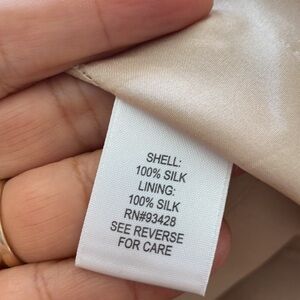 SHELL:
100% SILK
LINING:
100% SILK
RN#93428
SEE REVERSE
FOR CARE